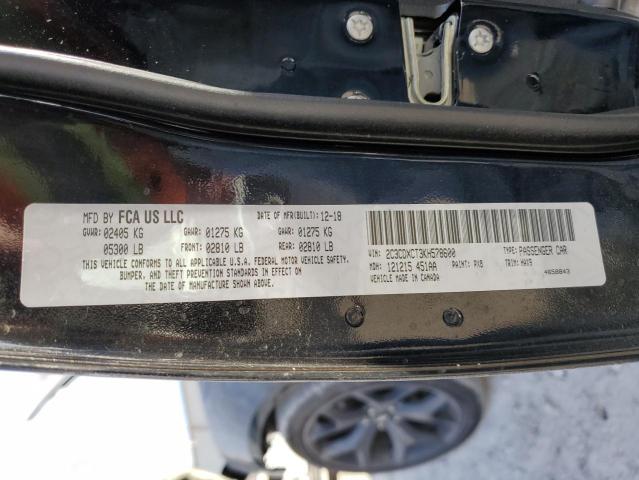 MFD BY FCA US LLC
DATE OF MFR(BUILT): 12-18
GVWR: 02405 KG GAWR: 01275 KG GAWR: 01275 KG
05300 LB FRONT: 02810 LB REAR: 02810 LB
THIS VEHICLE CONFORMS TO ALL APPLICABLE U.S.A. FEDERAL MOTOR VEHICLE SAFETY,
BUMPER, AND THEFT PREVENTION STANDARDS IN EFFECT ON
THE DATE OF MANUFACTURE SHOWN ABOVE.
VIN: 2C3CDXCT3KH578600 TYPE: PASSENGER CAR
MDH: 121215 451AA PAINT: PX8 TRIM: HAX9
VEHICLE MADE IN CANADA 4658843